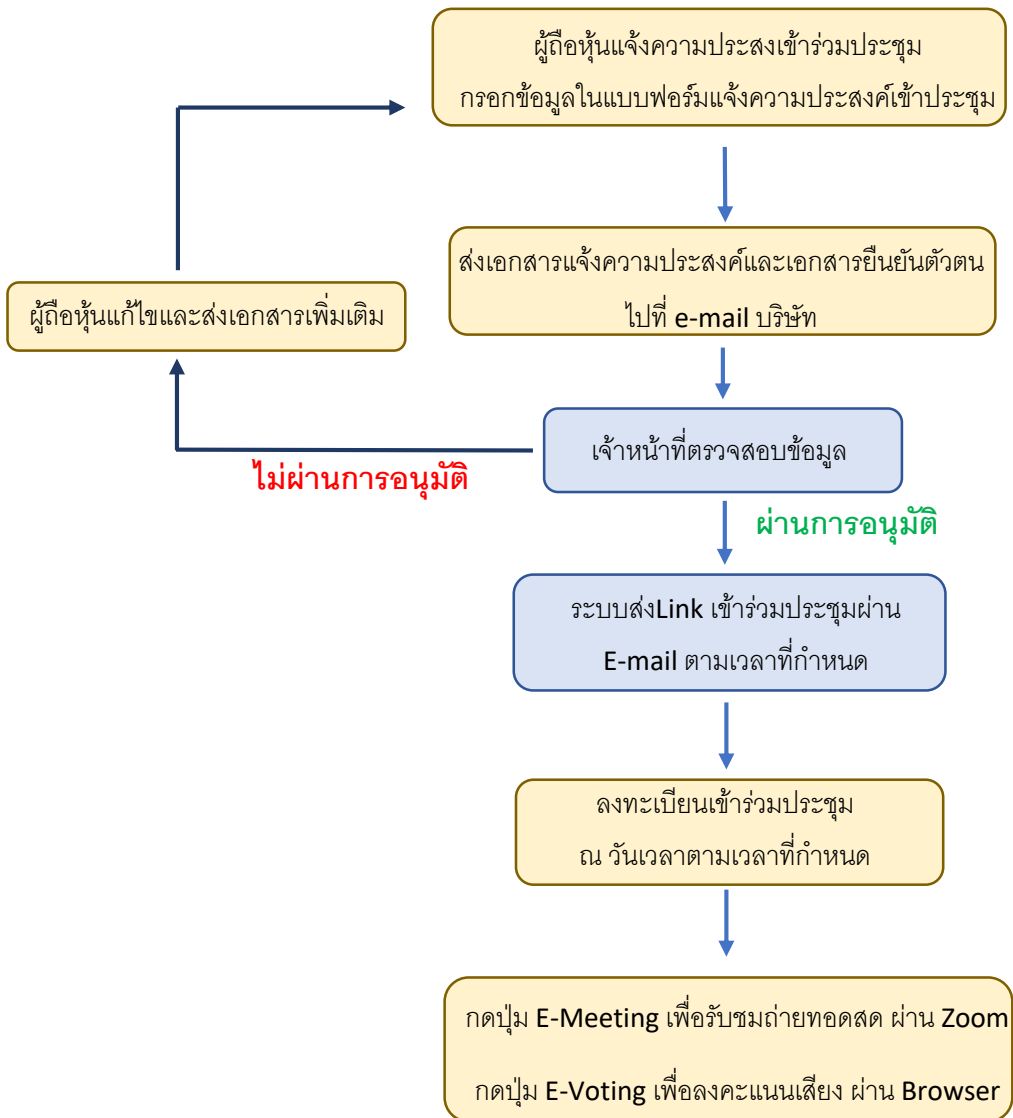 ผู้ถือหุ้นแจ้งความประสงเข้าร่วมประชุม
กรอกข้อมูลในแบบฟอร์มแจ้งความประสงค์เข้าประชุม
ส่งเอกสารแจ้งความประสงค์และเอกสารยืนยันตัวตน
ไปที่ e-mail บริษัท
ผู้ถือหุ้นแก้ไขและส่งเอกสารเพิ่มเติม
เจ้าหน้าที่ตรวจสอบข้อมูล
ไม่ผ่านการอนุมัติ
ผ่านการอนุมัติ
ระบบส่งLink เข้าร่วมประชุมผ่าน
E-mail ตามเวลาที่กำหนด
ลงทะเบียนเข้าร่วมประชุม
ณ วันเวลาตามเวลาที่กำหนด
กดปุ่ม E-Meeting เพื่อรับชมถ่ายทอดสด ผ่าน Zoom
กดปุ่ม E-Voting เพื่อลงคะแนนเสียง ผ่าน Browser